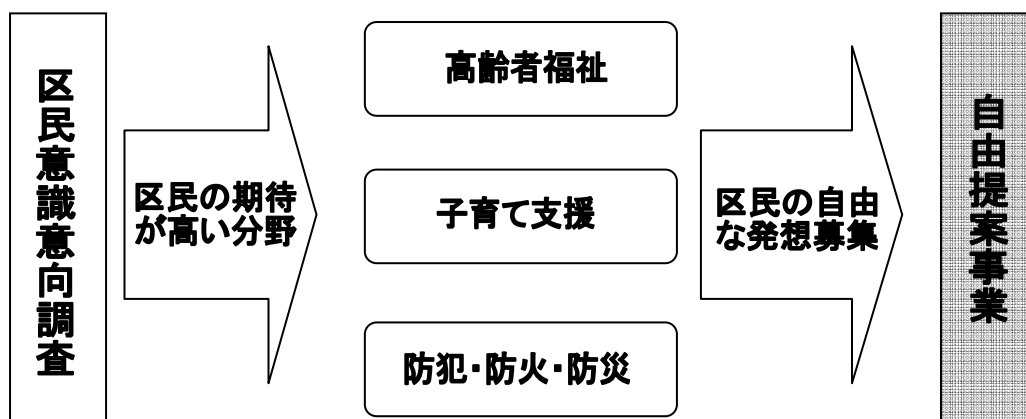 区民意識意向調査
区民の期待
が高い分野
高齢者福祉
子育て支援
防犯・防火・防災
区民の自由
な発想募集
自由提案事業